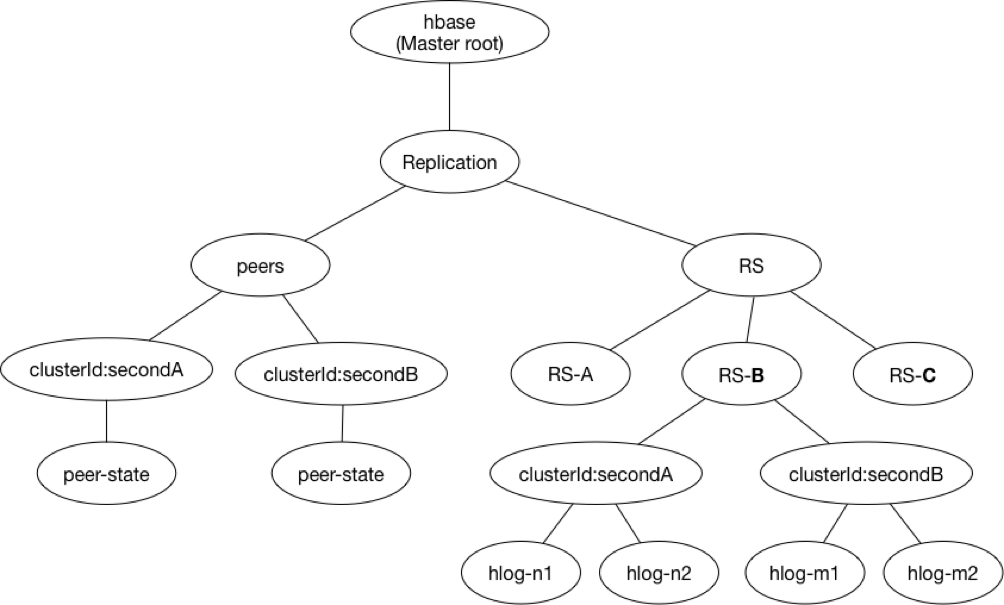 hbase
(Master root)
Replication
peers
RS
clusterId:secondA
clusterId:secondB
RS-A
RS-B
RS-C
peer-state
peer-state
clusterId:secondA
clusterId:secondB
hlog-n1
hlog-n2
hlog-m1
hlog-m2